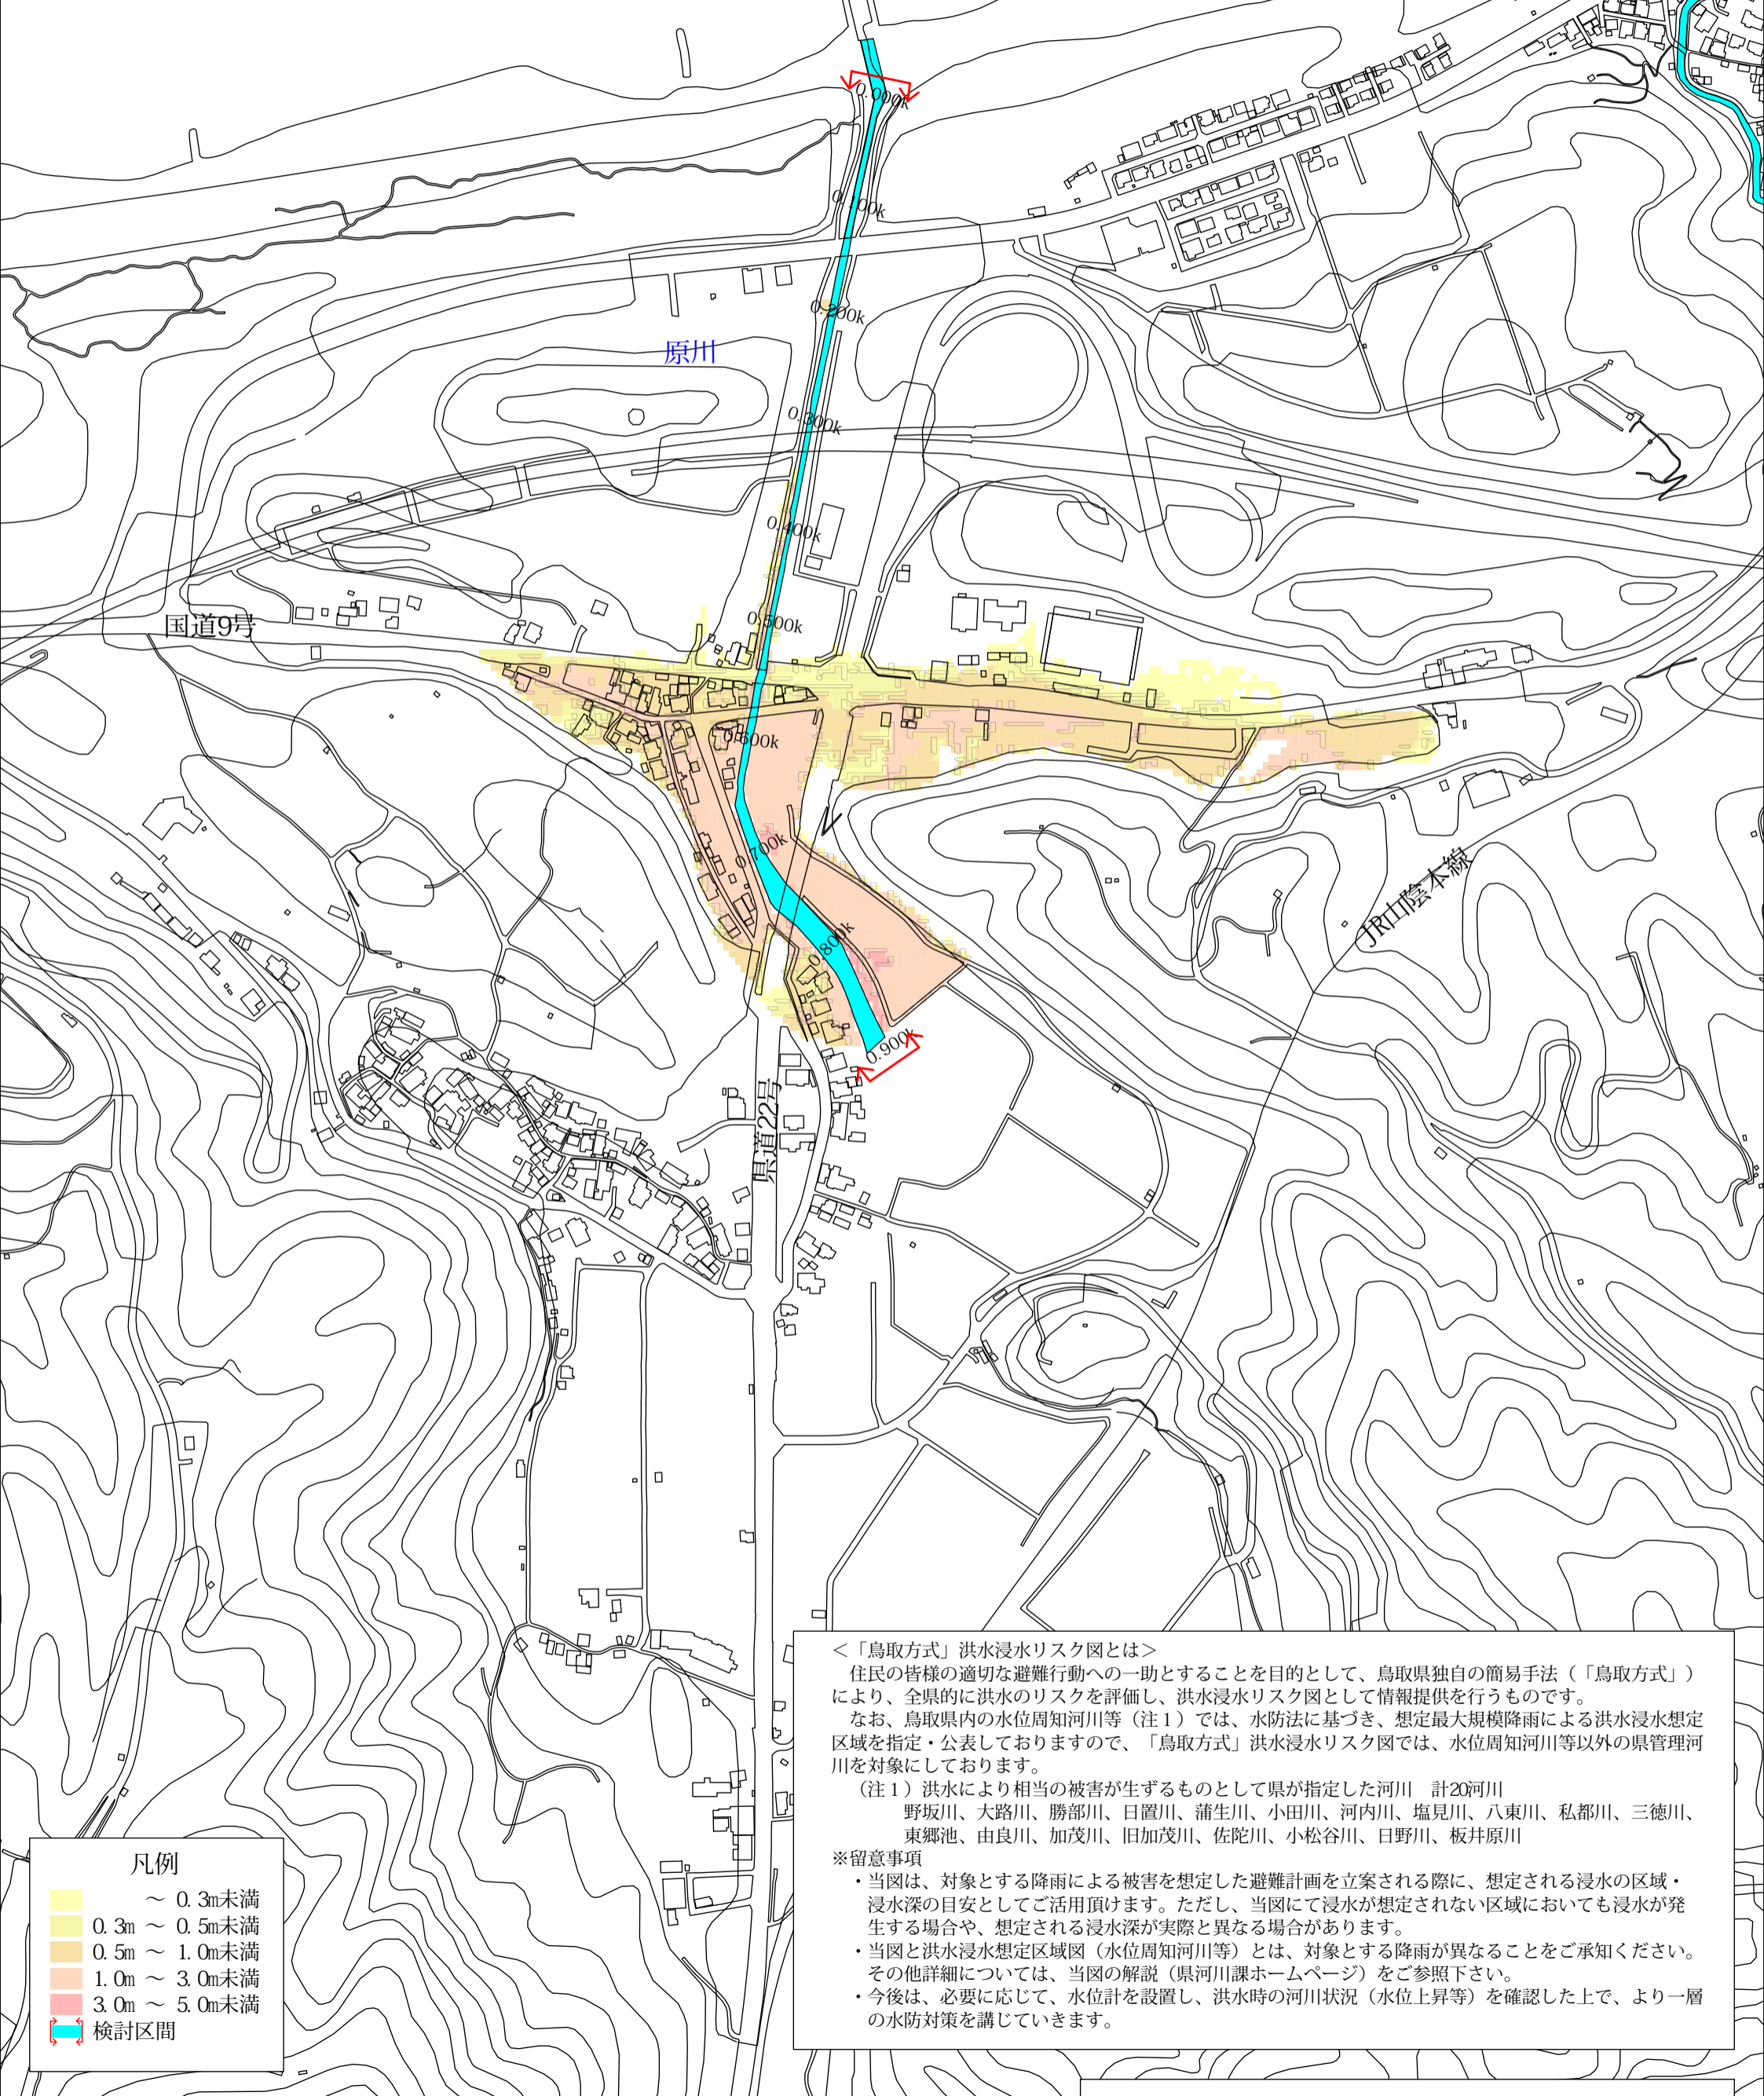 0.000k
0.100k
0.200k
原川
0.300k
0.400k
0.500k
国道9号
0.600k
0.700k
JR山陰本線
0.800k
0.900k
県道22号
＜「鳥取方式」洪水浸水リスク図とは＞
住民の皆様の適切な避難行動への一助とすることを目的として、鳥取県独自の簡易手法（「鳥取方式」）
により、全県的に洪水のリスクを評価し、洪水浸水リスク図として情報提供を行うものです。
なお、鳥取県内の水位周知河川等（注１）では、水防法に基づき、想定最大規模降雨による洪水浸水想定
区域を指定・公表しておりますので、「鳥取方式」洪水浸水リスク図では、水位周知河川等以外の県管理河
川を対象にしております。
（注１）洪水により相当の被害が生ずるものとして県が指定した河川　計20河川
野坂川、大路川、勝部川、日置川、蒲生川、小田川、河内川、塩見川、八東川、私都川、三徳川、
東郷池、由良川、加茂川、旧加茂川、佐陀川、小松谷川、日野川、板井原川
※留意事項
・当図は、対象とする降雨による被害を想定した避難計画を立案される際に、想定される浸水の区域・
浸水深の目安としてご活用頂けます。ただし、当図にて浸水が想定されない区域においても浸水が発
生する場合や、想定される浸水深が実際と異なる場合があります。
・当図と洪水浸水想定区域図（水位周知河川等）とは、対象とする降雨が異なることをご承知ください。
その他詳細については、当図の解説（県河川課ホームページ）をご参照下さい。
・今後は、必要に応じて、水位計を設置し、洪水時の河川状況（水位上昇等）を確認した上で、より一層
の水防対策を講じていきます。
凡例
～ 0.3m未満
0.3m ～ 0.5m未満
0.5m ～ 1.0m未満
1.0m ～ 3.0m未満
3.0m ～ 5.0m未満
検討区間